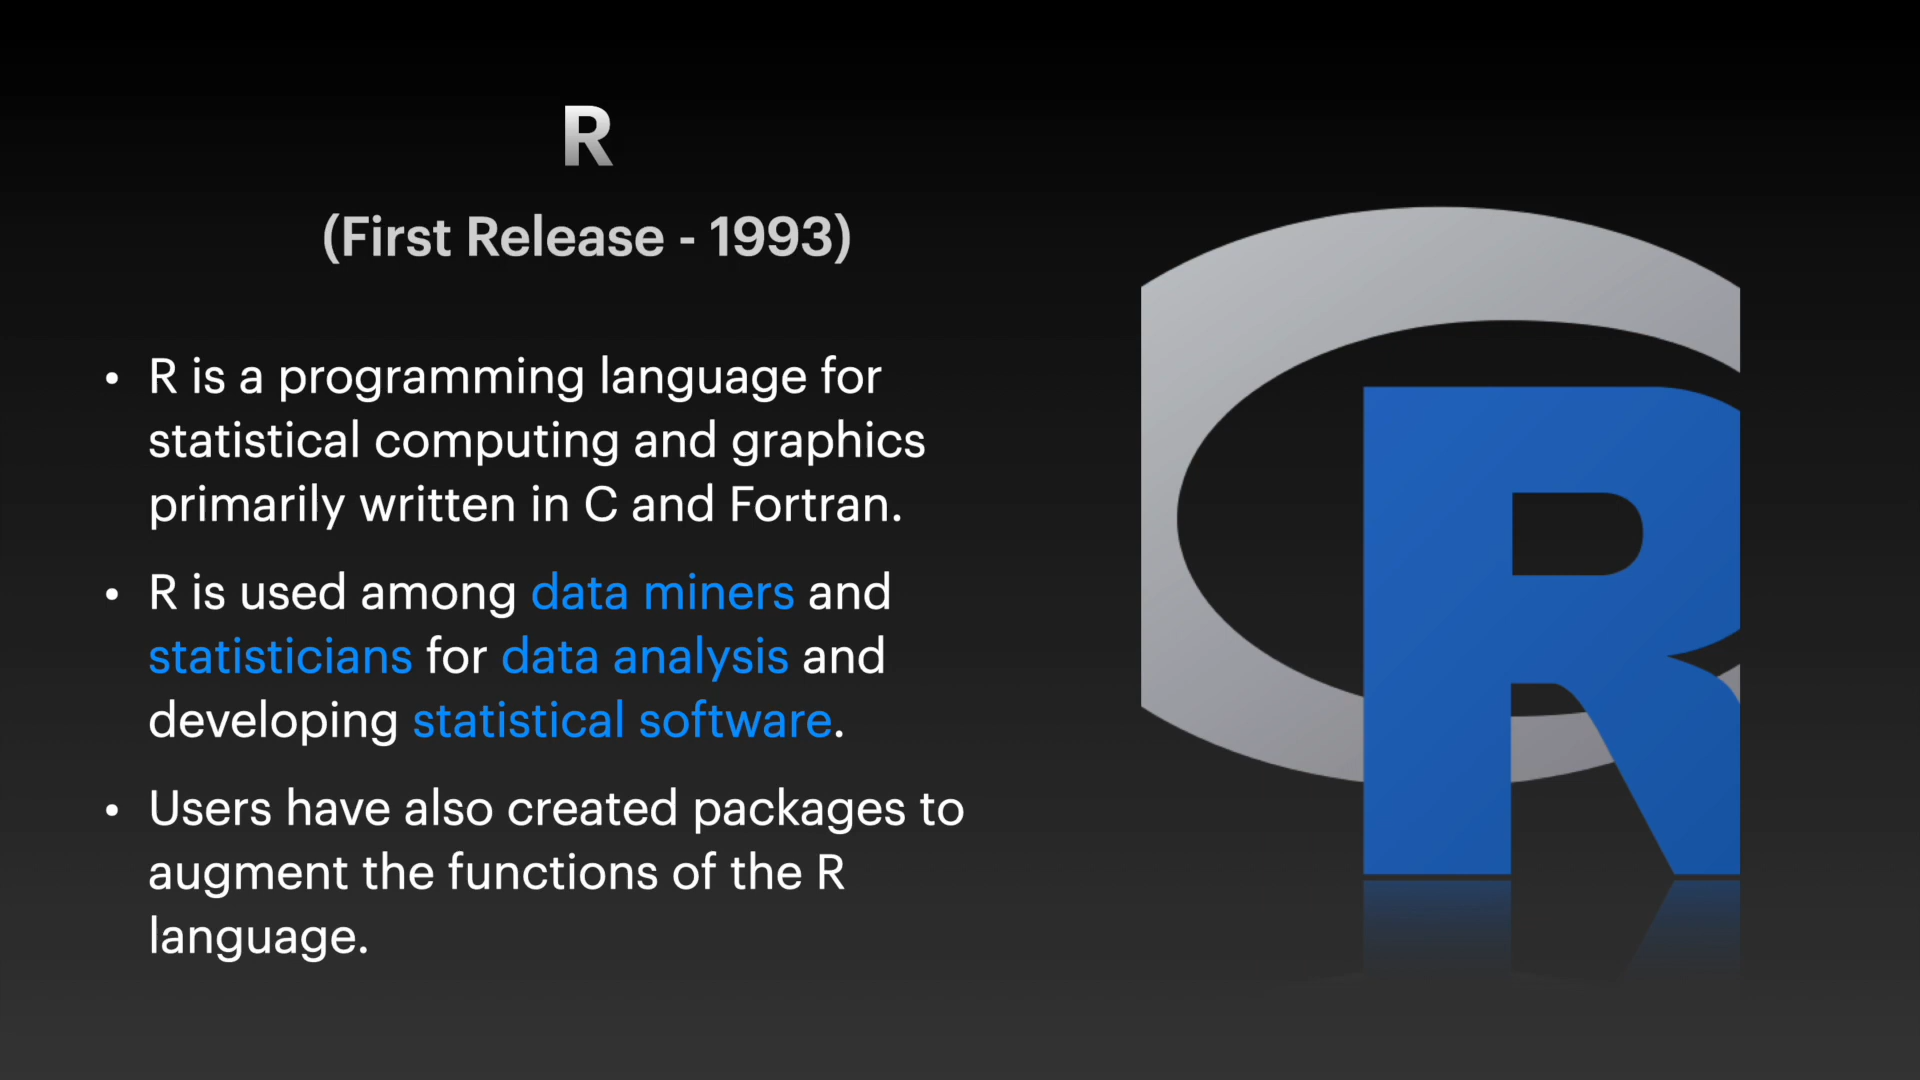 R
(First Release - 1993)
• R is a programming language for
statistical computing and graphics
primarily written in C and Fortran.
• R is used among data miners and
statisticians for data analysis and
developing statistical software.
• Users have also created packages to
augment the functions of the R
language.
R